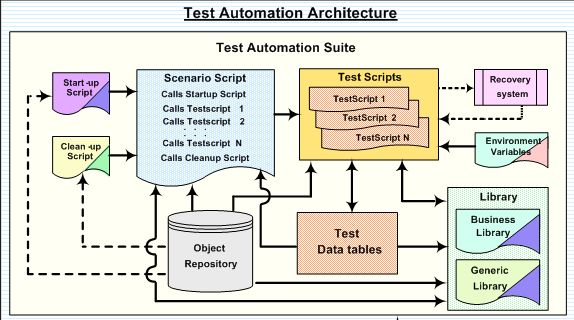 Test Automation Architecture
Test Automation Suite
Start-up
Script
Clean -up
Script
Scenario Script
Calls Startup Script
Calls Testscript 1
Calls Testscript 2
. . .
Calls Testscript N
Calls Cleanup Script
Test Scripts
TestScript 1
TestScript 2
TestScript N
Recovery
system
Environment
Variables
Object
Repository
Test
Data tables
Library
Business
Library
Generic
Library